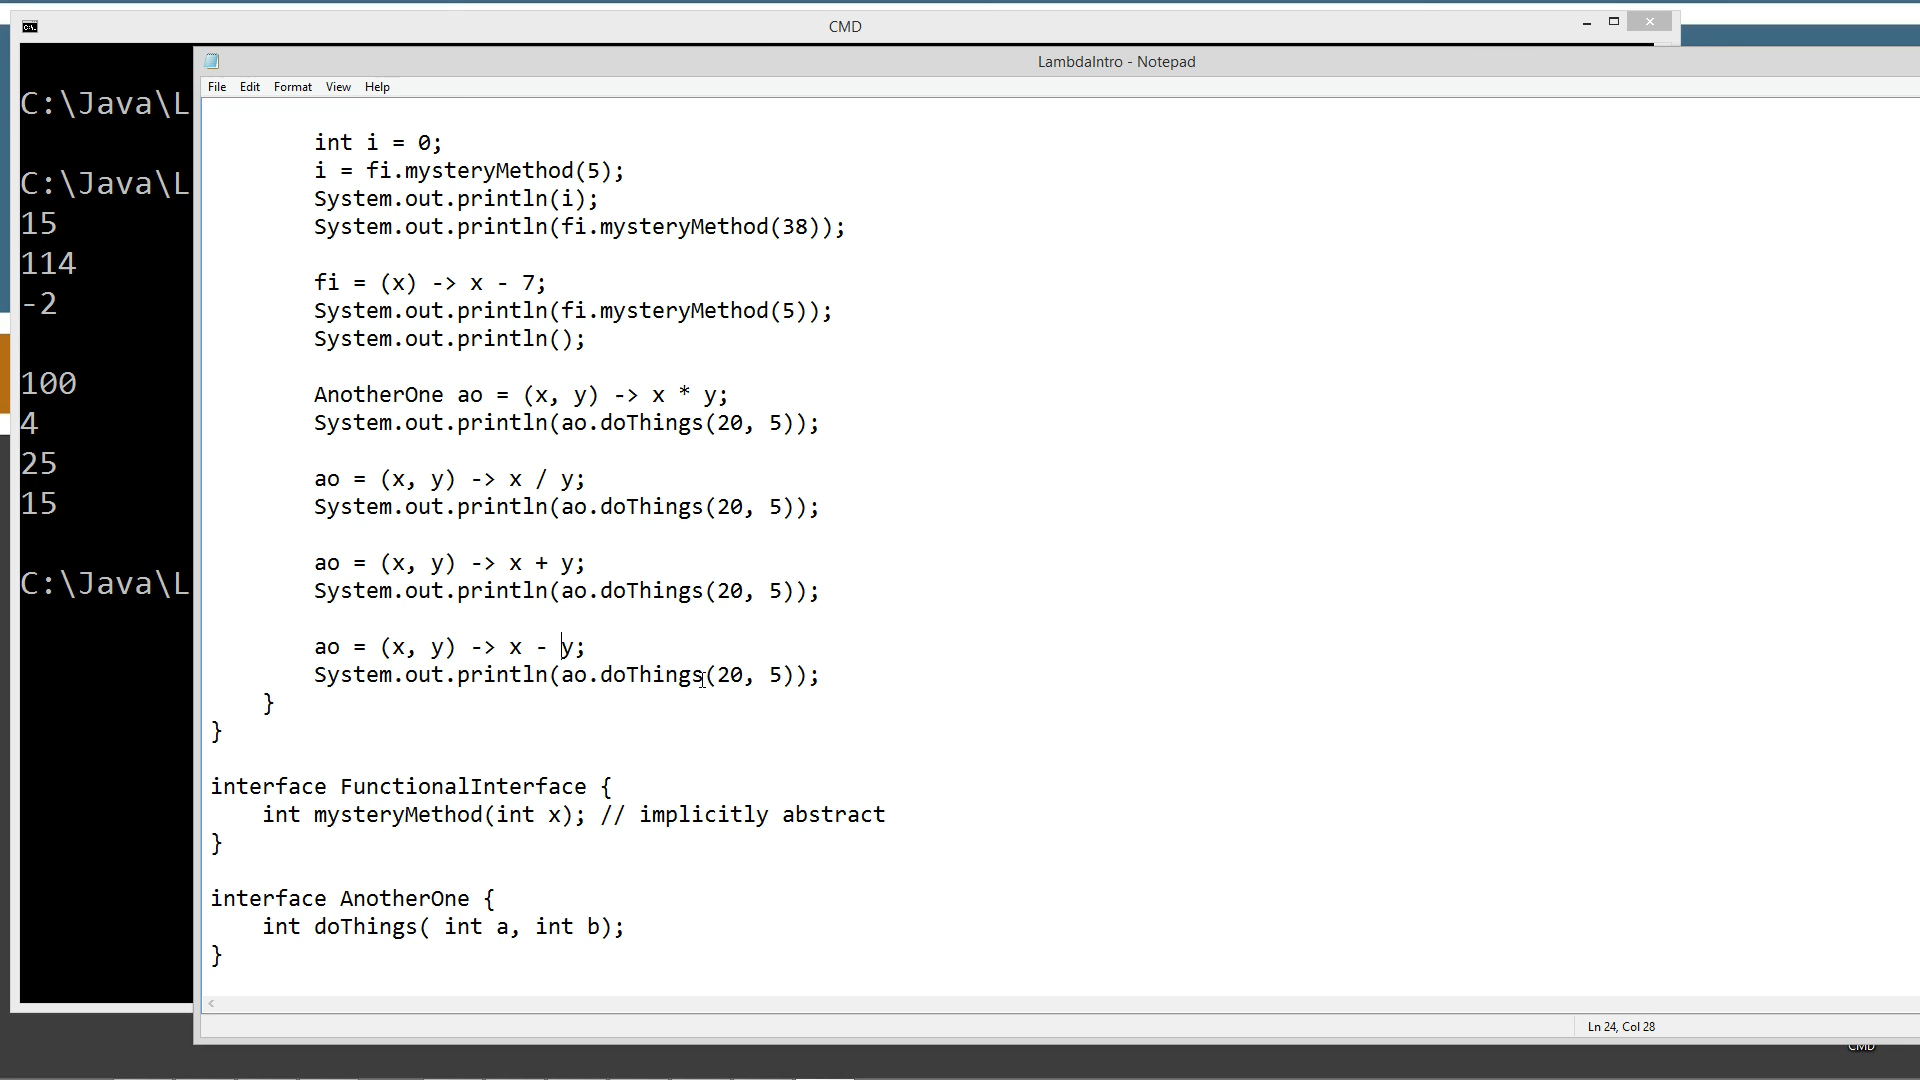 CMD
C:\Java\L
C:\Java\L
15
114
-2
100
4
25
15
C:\Java\L
LambdaIntro - Notepad
File Edit Format View Help
int i = 0;
i = fi.mysteryMethod(5);
System.out.println(i);
System.out.println(fi.mysteryMethod(38));
fi = (x) -> x - 7;
System.out.println(fi.mysteryMethod(5));
System.out.println();
AnotherOne ao = (x, y) -> x * y;
System.out.println(ao.doThings(20, 5));
ao = (x, y) -> x / y;
System.out.println(ao.doThings(20, 5));
ao = (x, y) -> x + y;
System.out.println(ao.doThings(20, 5));
ao = (x, y) -> x - y;
System.out.println(ao.doThings(20, 5));
}
}
interface FunctionalInterface {
int mysteryMethod(int x); // implicitly abstract
}
interface AnotherOne {
int doThings( int a, int b);
}
Ln 24, Col 28
CMD